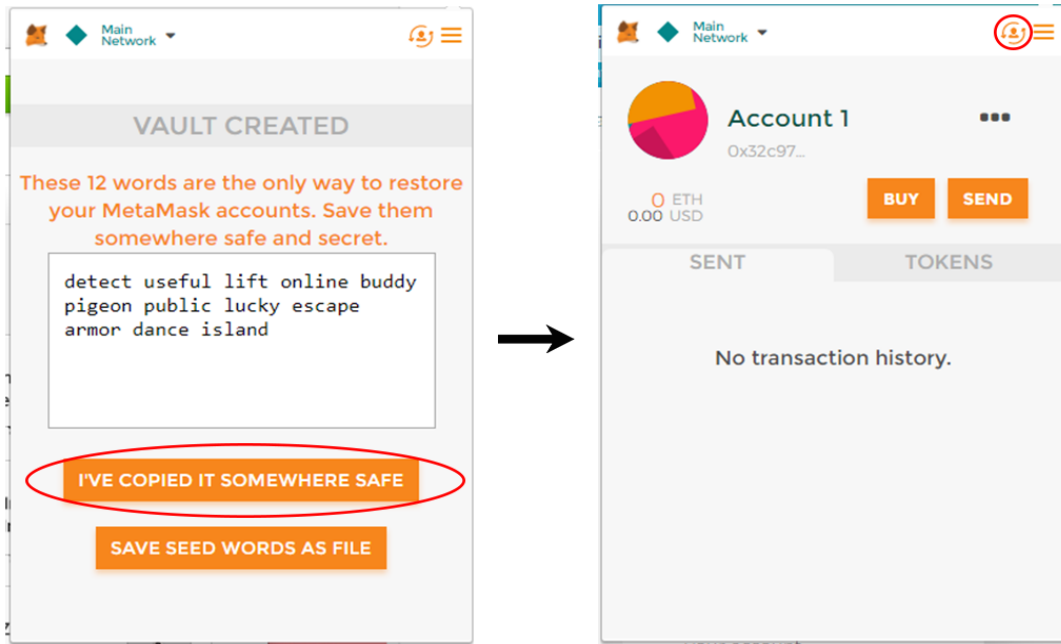 Main
Network
VAULT CREATED
These 12 words are the only way to restore
your MetaMask accounts. Save them
somewhere safe and secret.
detect useful lift online buddy
pigeon public lucky escape
armor dance island
I'VE COPIED IT SOMEWHERE SAFE
SAVE SEED WORDS AS FILE
Main
Network
Account 1
0x32c97...
0 ETH
0.00 USD
BUY SEND
SENT TOKENS
No transaction history.